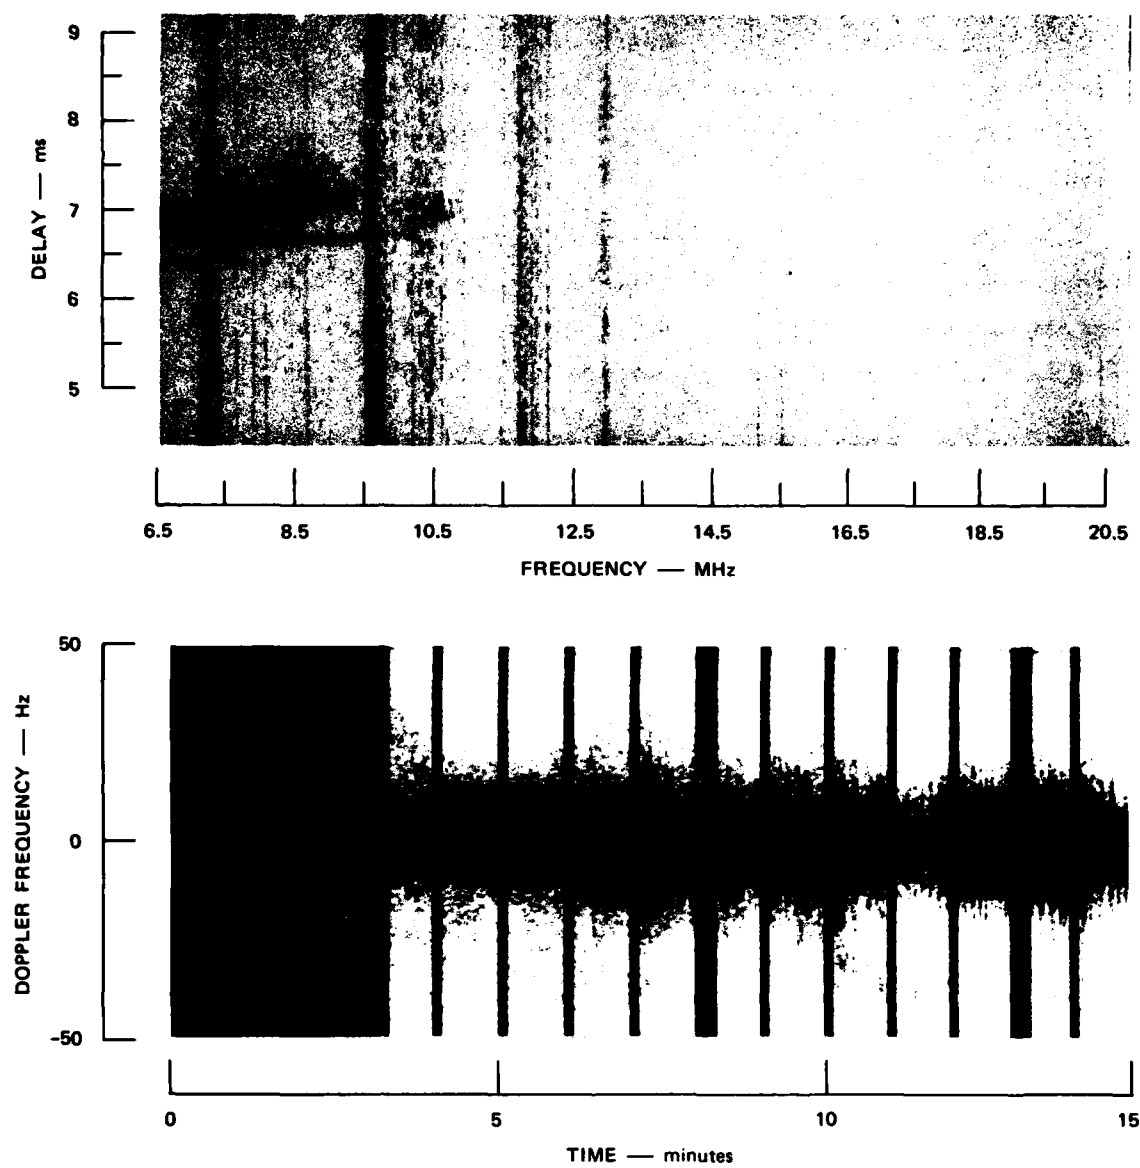 9
8
7
6
5
DELAY — ms
6.5 8.5 10.5 12.5 14.5 16.5 18.5 20.5
FREQUENCY — MHz
50
0
-50
DOPPLER FREQUENCY — Hz
0 5 10 15
TIME — minutes